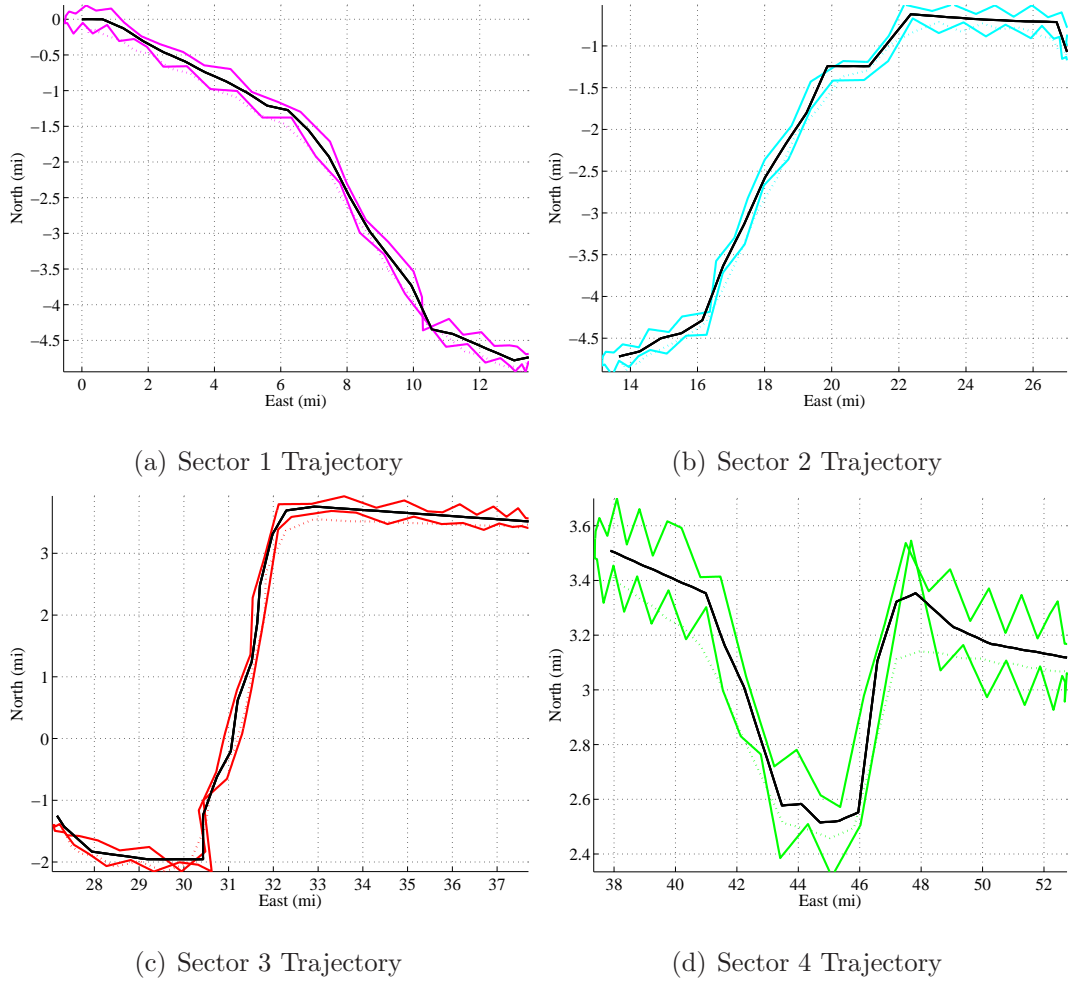 0
−0.5
−1
−1.5
−2
−2.5
−3
−3.5
−4
−4.5
North (mi)
0 2 4 6 8 10 12
East (mi)
(a) Sector 1 Trajectory
−1
−1.5
−2
−2.5
−3
−3.5
−4
−4.5
North (mi)
14 16 18 20 22 24 26
East (mi)
(b) Sector 2 Trajectory
3
2
1
0
−1
−2
North (mi)
28 29 30 31 32 33 34 35 36 37
East (mi)
(c) Sector 3 Trajectory
3.6
3.4
3.2
3
2.8
2.6
2.4
North (mi)
38 40 42 44 46 48 50 52
East (mi)
(d) Sector 4 Trajectory